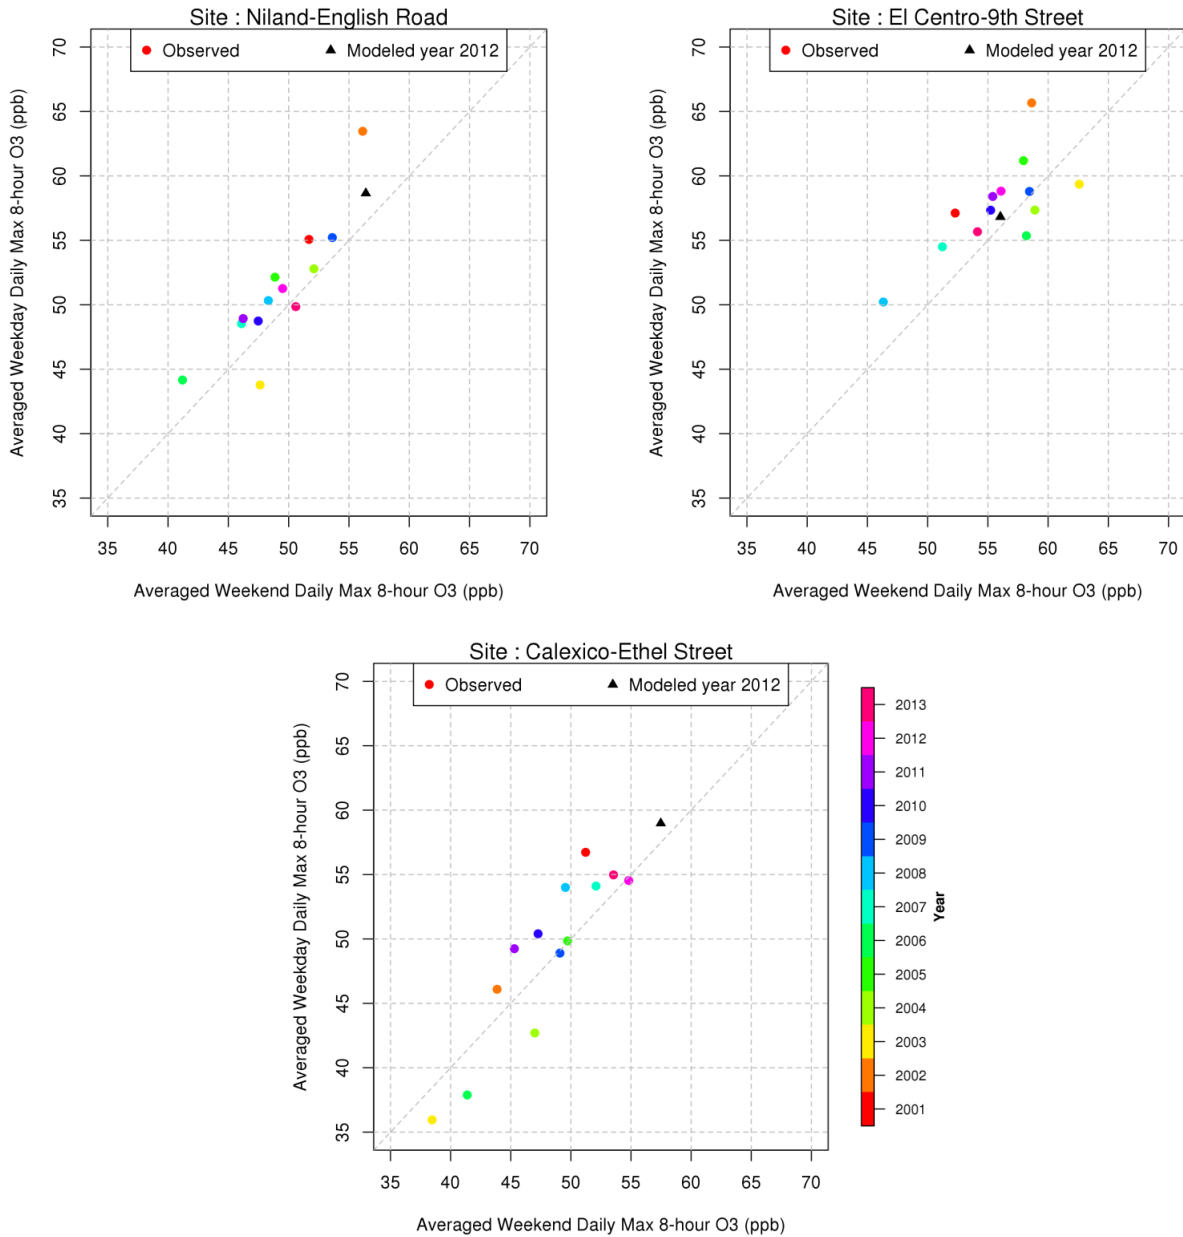 Site : Niland-English Road
Observed Modeled year 2012
Averaged Weekday Daily Max 8-hour O3 (ppb)
70
65
60
55
50
45
40
35
35 40 45 50 55 60 65 70
Averaged Weekend Daily Max 8-hour O3 (ppb)
Site : El Centro-9th Street
Observed Modeled year 2012
Averaged Weekday Daily Max 8-hour O3 (ppb)
70
65
60
55
50
45
40
35
35 40 45 50 55 60 65 70
Averaged Weekend Daily Max 8-hour O3 (ppb)
Site : Calexico-Ethel Street
Observed Modeled year 2012
Averaged Weekday Daily Max 8-hour O3 (ppb)
70
65
60
55
50
45
40
35
35 40 45 50 55 60 65 70
Averaged Weekend Daily Max 8-hour O3 (ppb)
2013
2012
2011
2010
2009
2008
2007
2006
2005
2004
2003
2002
2001
Year